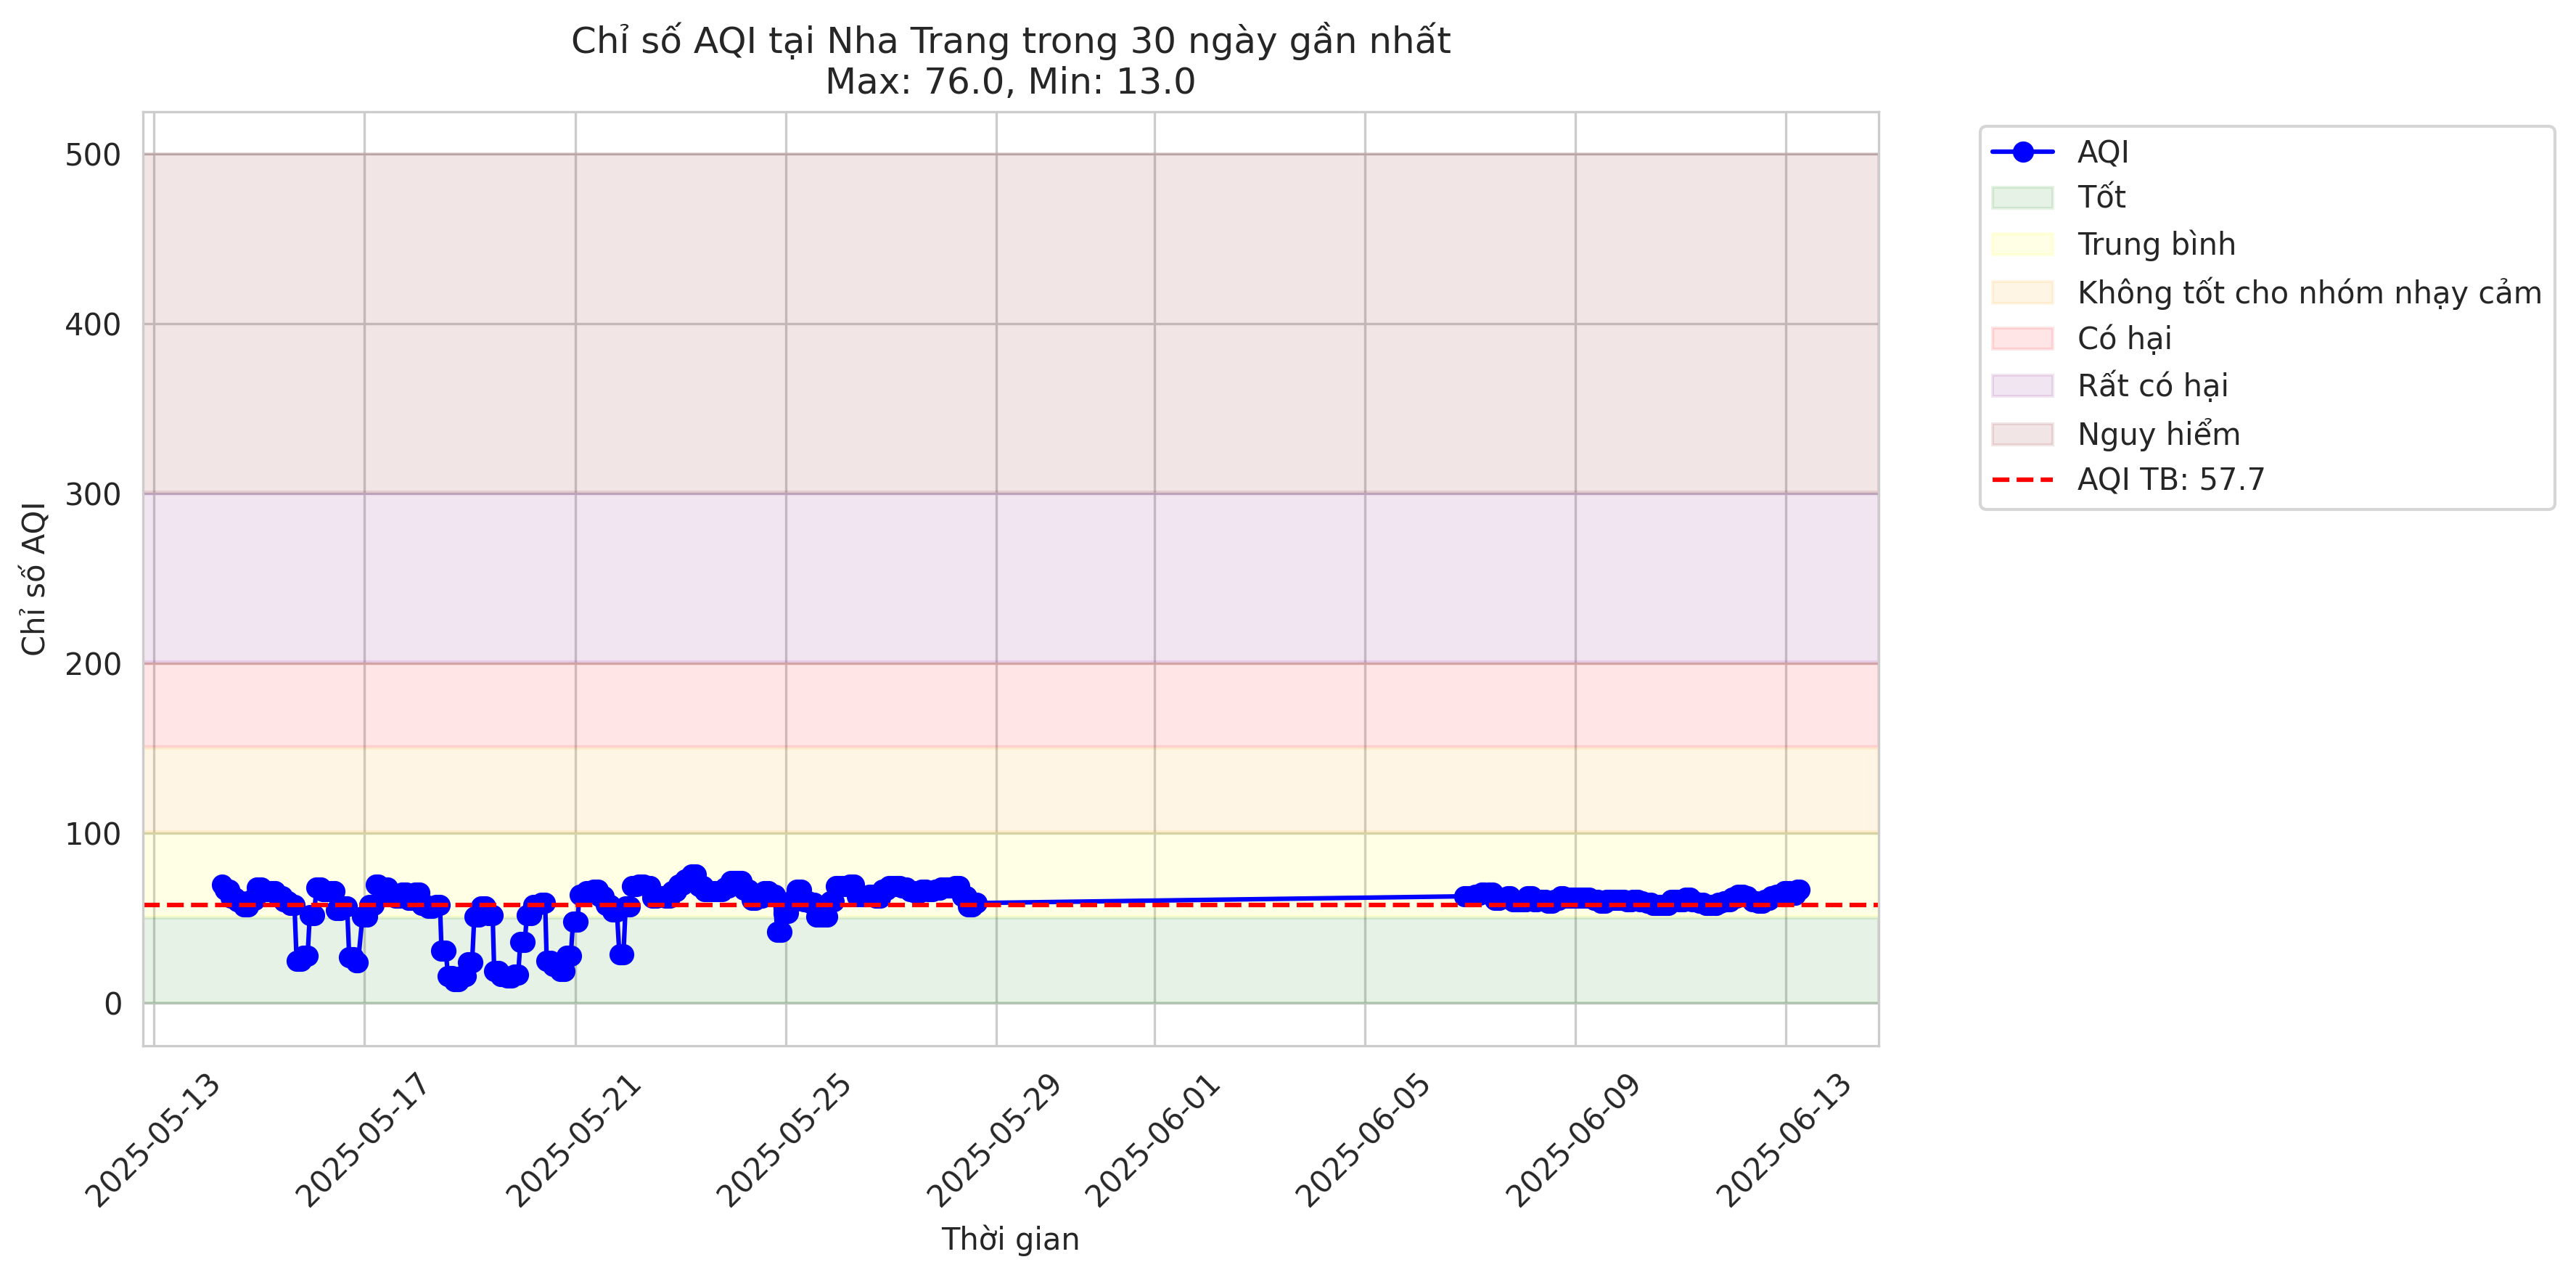 Chỉ số AQI tại Nha Trang trong 30 ngày gần nhất
Max: 76.0, Min: 13.0
Chỉ số AQI
500
400
300
200
100
0
2025-05-13
2025-05-17
2025-05-21
2025-05-25
2025-05-29
2025-06-01
2025-06-05
2025-06-09
2025-06-13
Thời gian
AQI
Tốt
Trung bình
Không tốt cho nhóm nhạy cảm
Có hại
Rất có hại
Nguy hiểm
AQI TB: 57.7